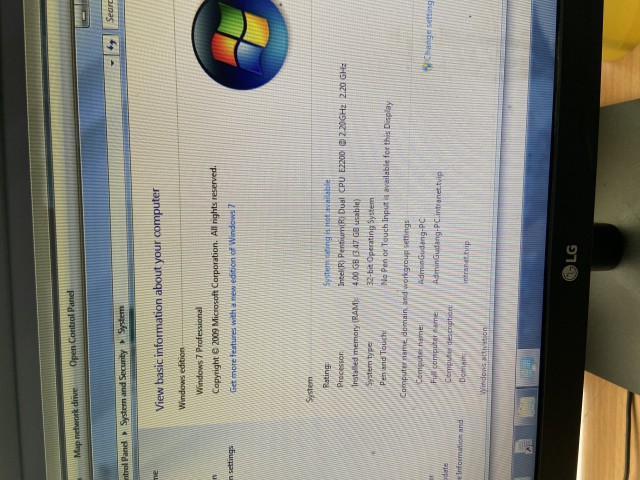 Searc
Map network drive Open Control Panel
ntrol Panel ▸ System and Security ▸ System
me
View basic information about your computer
Windows edition
Windows 7 Professional
Copyright © 2009 Microsoft Corporation. All rights reserved.
Get more features with a new edition of Windows 7
n settings
System
Rating: System rating is not available
Processor: Intel(R) Pentium(R) Dual CPU E2200 @ 2.20GHz 2.20 GHz
Installed memory (RAM): 4.00 GB (3.47 GB usable)
System type: 32-bit Operating System
Pen and Touch: No Pen or Touch Input is available for this Display
Computer name, domain, and workgroup settings
Computer name: AdminGudang-PC
Change setting
Full computer name: AdminGudang-PC.intranet.tvip
Computer description:
Domain: intranet.tvip
Windows activation
date
e Information and
LG